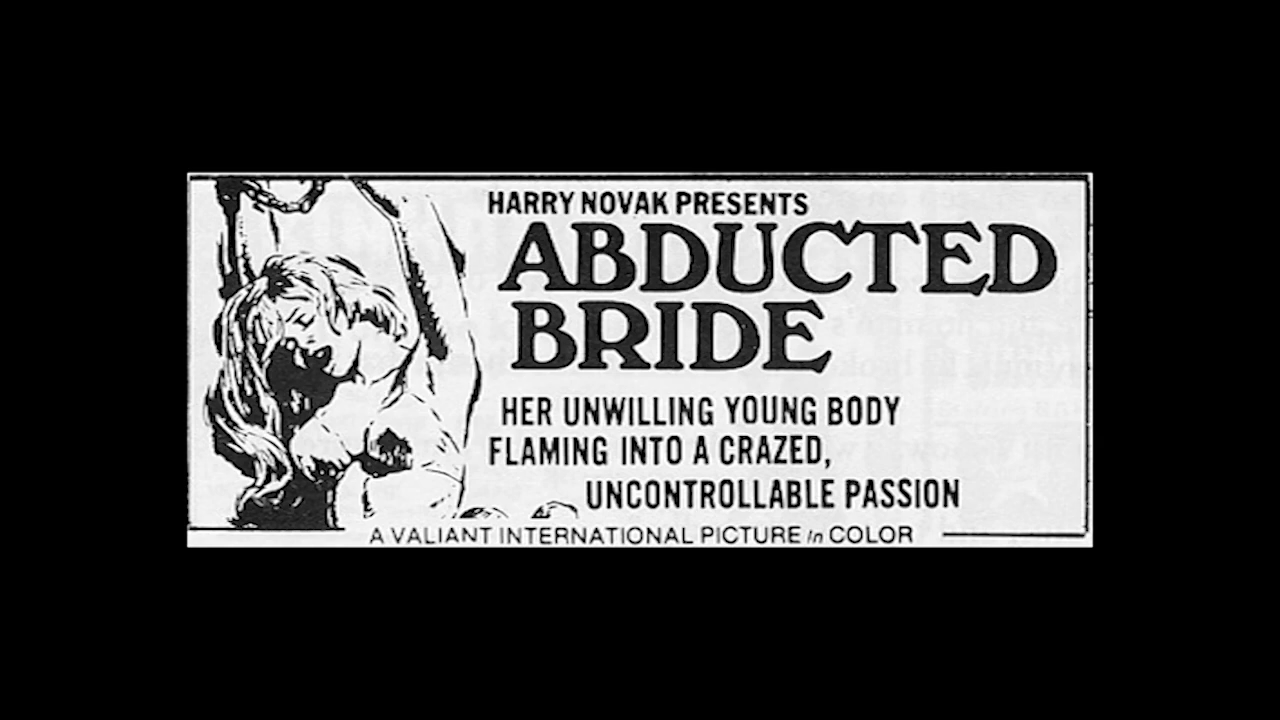 HARRY NOVAK PRESENTS
ABDUCTED
BRIDE
HER UNWILLING YOUNG BODY
FLAMING INTO A CRAZED,
UNCONTROLLABLE PASSION
A VALIANT INTERNATIONAL PICTURE in COLOR